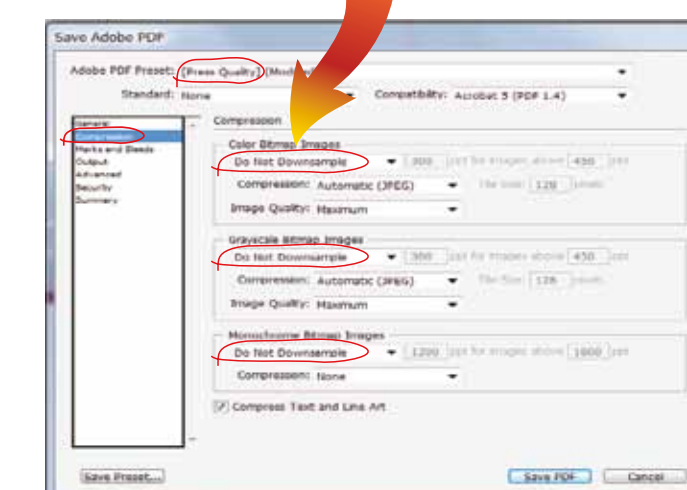 Save Adobe PDF
Adobe PDF Preset: [Press Quality] (Modified)
Standard: None Compatibility: Acrobat 5 (PDF 1.4)
General
Compression
Marks and Bleeds
Output
Advanced
Security
Summary
Compression
Color Bitmap Images
Do Not Downsample 300 ppi for images above 450 ppi
Compression: Automatic (JPEG) Tile Size: 128 pixels
Image Quality: Maximum
Grayscale Bitmap Images
Do Not Downsample 300 ppi for images above 450 ppi
Compression: Automatic (JPEG) Tile Size: 128 pixels
Image Quality: Maximum
Monochrome Bitmap Images
Do Not Downsample 1200 ppi for images above 1800 ppi
Compression: None
Compress Text and Line Art
Save Preset... Save PDF Cancel